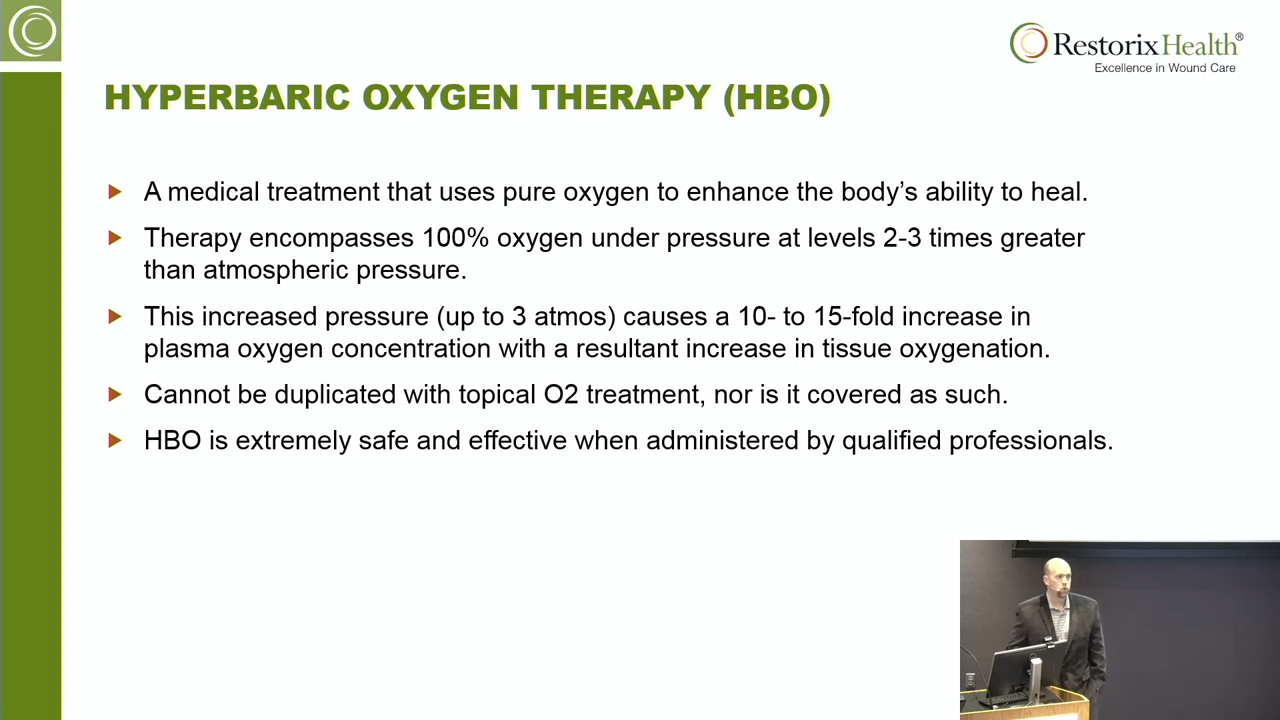 RestorixHealth®
Excellence in Wound Care
HYPERBARIC OXYGEN THERAPY (HBO)
A medical treatment that uses pure oxygen to enhance the body’s ability to heal.
Therapy encompasses 100% oxygen under pressure at levels 2-3 times greater
than atmospheric pressure.
This increased pressure (up to 3 atmos) causes a 10- to 15-fold increase in
plasma oxygen concentration with a resultant increase in tissue oxygenation.
Cannot be duplicated with topical O2 treatment, nor is it covered as such.
HBO is extremely safe and effective when administered by qualified professionals.